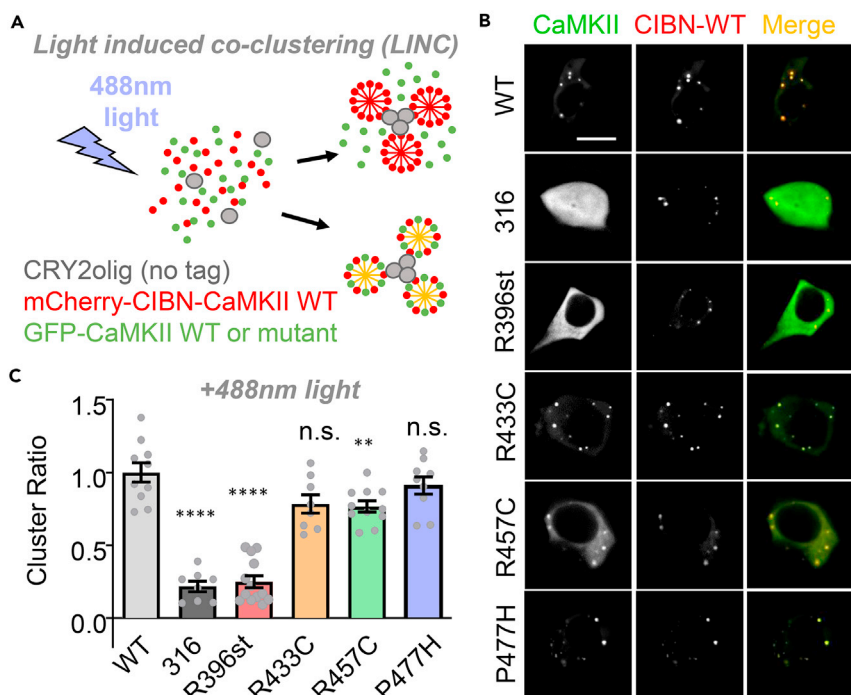 A
Light induced co-clustering (LINC)
488nm
light
CRY2olig (no tag)
mCherry-CIBN-CaMKII WT
GFP-CaMKII WT or mutant
B
CaMKII CIBN-WT Merge
WT
316
R396st
R433C
R457C
P477H
C
+488nm light
Cluster Ratio
1.5
1.0
0.5
0.0
****
****
n.s.
**
n.s.
WT
316
R396st
R433C
R457C
P477H